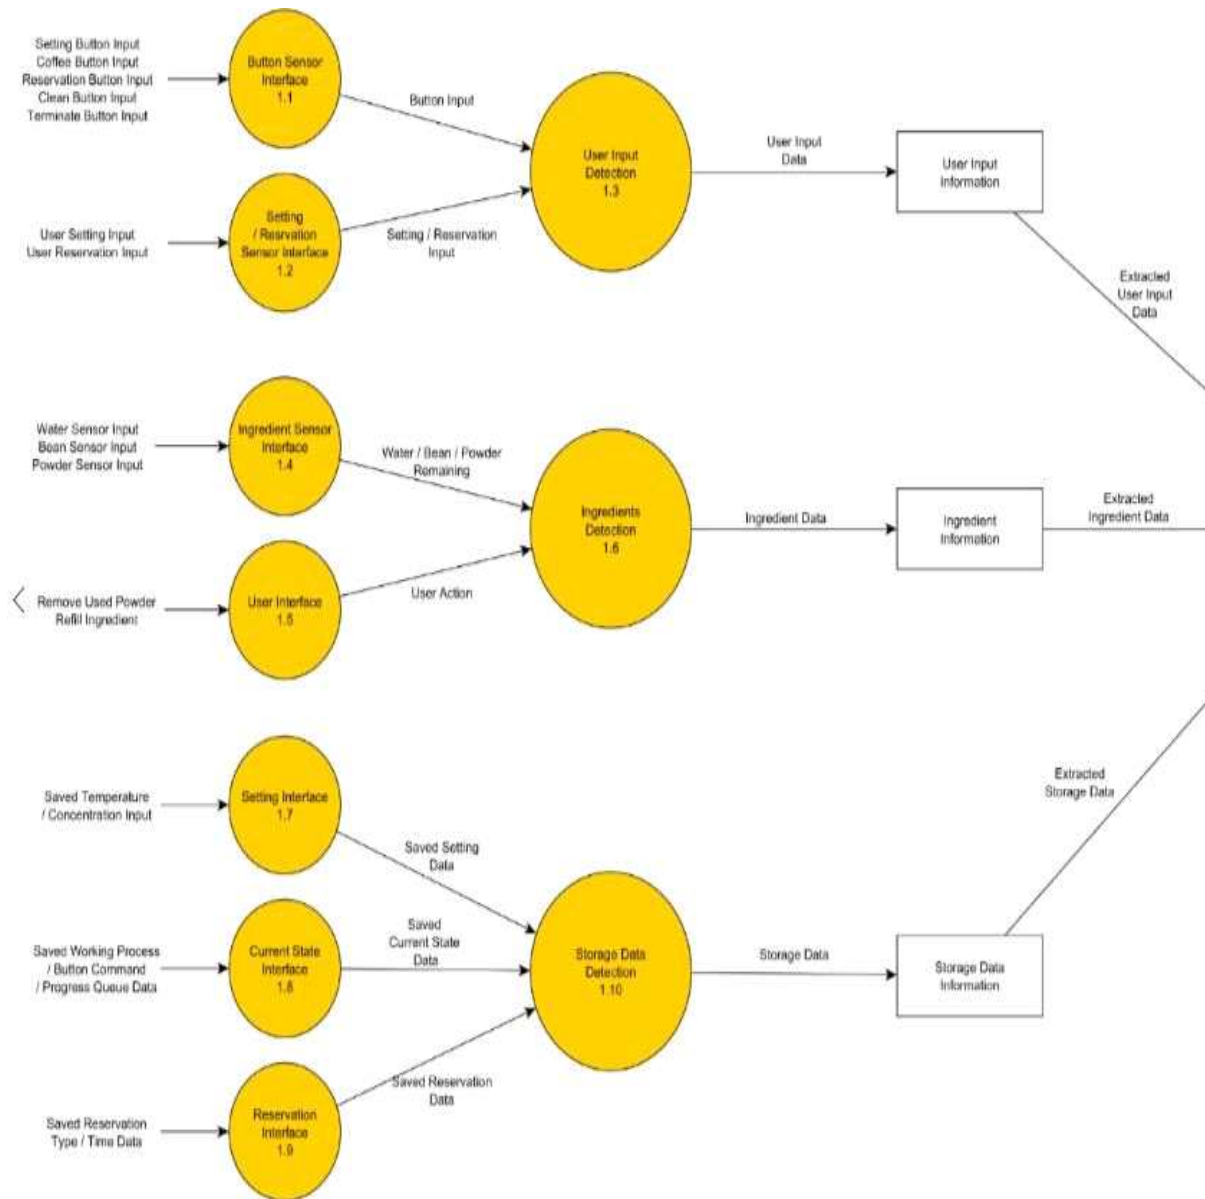 Setting Button Input
Coffee Button Input
Reservation Button Input
Clean Button Input
Terminate Button Input
Button Sensor
Interface
1.1
Button Input
User Setting Input
User Reservation Input
Setting
/ Resrvation
Sensor Interface
1.2
Setting / Reservation
Input
User Input
Detection
1.3
User Input
Data
User Input
Information
Extracted
User Input
Data
Water Sensor Input
Bean Sensor Input
Powder Sensor Input
Ingredient Sensor
Interface
1.4
Water / Bean / Powder
Remaining
Remove Used Powder
Refill Ingredient
User Interface
1.5
User Action
Ingredients
Detection
1.6
Ingredient Data
Ingredient
Information
Extracted
Ingredient Data
Saved Temperature
/ Concentration Input
Setting Interface
1.7
Saved Setting
Data
Saved Working Process
/ Button Command
/ Progress Queue Data
Current State
Interface
1.8
Saved
Current State
Data
Saved Reservation
Type / Time Data
Reservation
Interface
1.9
Saved Reservation
Data
Storage Data
Detection
1.10
Storage Data
Storage Data
Information
Extracted
Storage Data